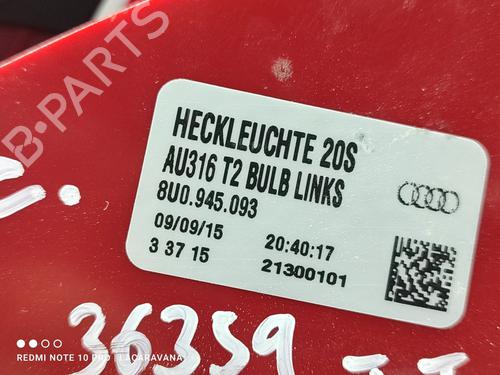 B-PARTS
HECKLEUCHTE 20S
AU316 T2 BULB LINKS
8U0.945.093
09/09/15 20:40:17
3 37 15 21300101
36359
REDMI NOTE 10 PRO | LACARAVANA